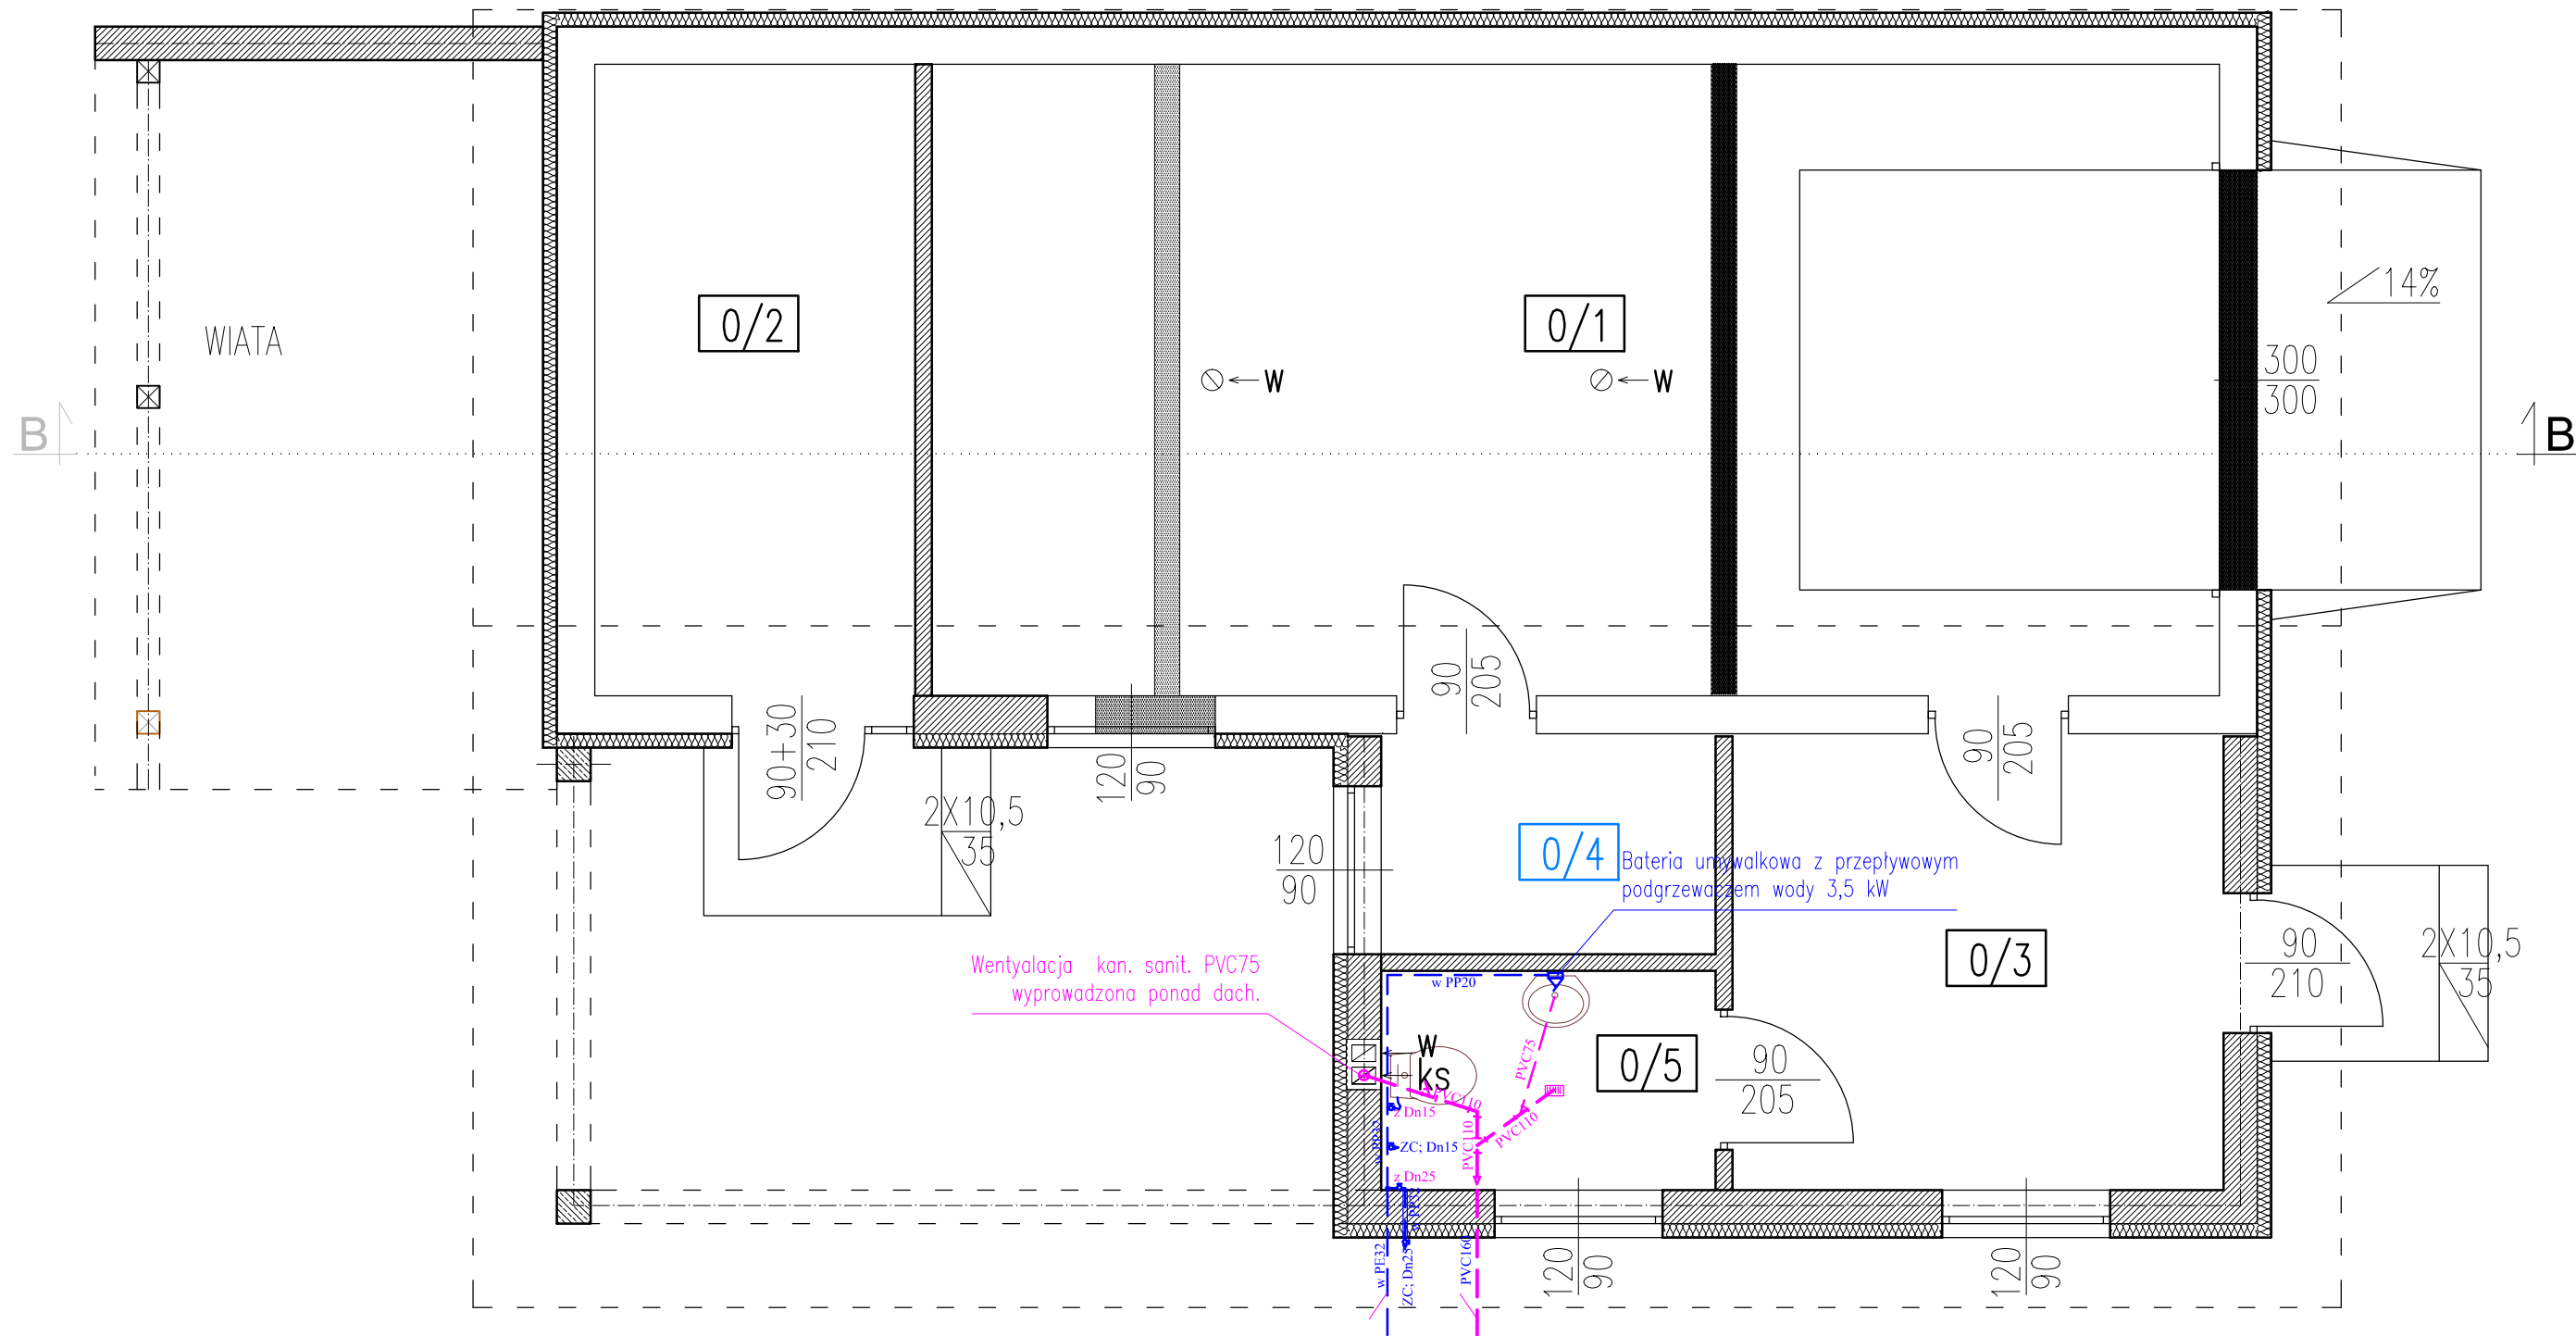 0/2
0/1
14%
WIATA
300
300
W
W
B
B
90
205
90+30
210
120
90
90
205
2X10,5
35
120
90
0/4
Bateria umywalkowa z przepływowym
podgrzewaczem wody 3,5 kW
0/3
90
210
2X10,5
35
Wentyalacja kan. sanit. PVC75
wyprowadzona ponad dach.
w PP20
W
KS
PVC75
0/5
90
205
PVC110
z Dn15
PVC110
PVC110
w PP32
ZC; Dn15
z Dn25
w PP32
w PE32
ZC; Dn25
PVC160
120
90
120
90